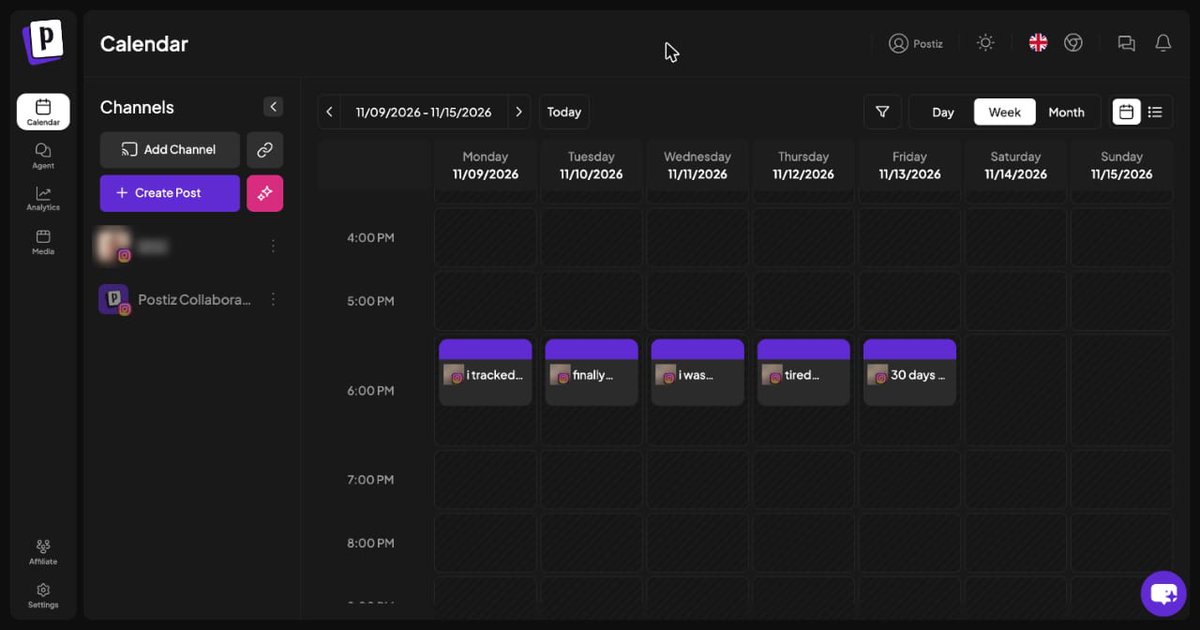 P
Calendar
Postiz
Calendar
Agent
Analytics
Media
Affiliate
Settings
Channels
Add Channel
+ Create Post
P
Postiz Collabora...
11/09/2026 - 11/15/2026
Today
Day
Week
Month
Monday
11/09/2026
Tuesday
11/10/2026
Wednesday
11/11/2026
Thursday
11/12/2026
Friday
11/13/2026
Saturday
11/14/2026
Sunday
11/15/2026
4:00 PM
5:00 PM
6:00 PM
i tracked...
finally...
i was...
tired...
30 days ...
7:00 PM
8:00 PM